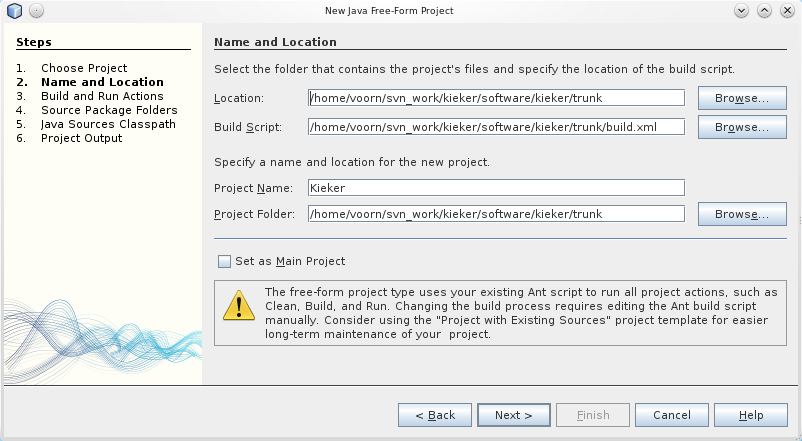 New Java Free-Form Project
Steps
1. Choose Project
2. Name and Location
3. Build and Run Actions
4. Source Package Folders
5. Java Sources Classpath
6. Project Output
Name and Location
Select the folder that contains the project's files and specify the location of the build script.
Location: /home/voorn/svn_work/kieker/software/kieker/trunk Browse...
Build Script: /home/voorn/svn_work/kieker/software/kieker/trunk/build.xml Browse...
Specify a name and location for the new project.
Project Name: Kieker
Project Folder: /home/voorn/svn_work/kieker/software/kieker/trunk Browse...
Set as Main Project
The free-form project type uses your existing Ant script to run all project actions, such as
Clean, Build, and Run. Changing the build process requires editing the Ant build script
manually. Consider using the "Project with Existing Sources" project template for easier
long-term maintenance of your project.
< Back Next > Finish Cancel Help